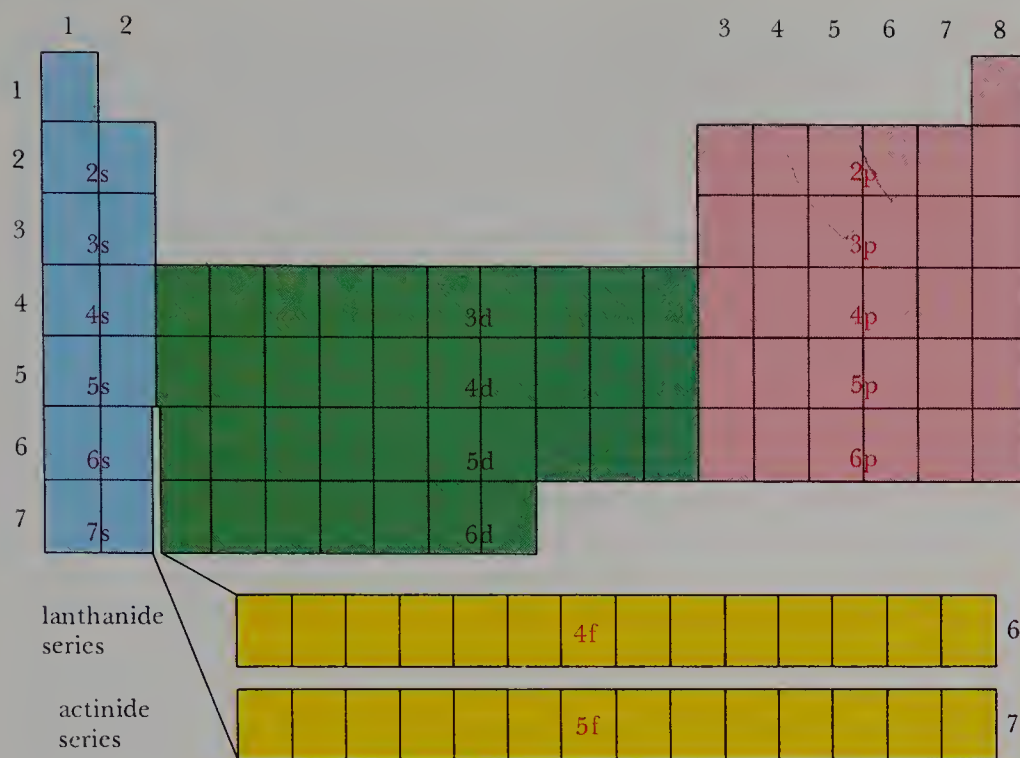 1 2 3 4 5 6 7 8
1
2 2s 2p
3 3s 3p
4 4s 3d 4p
5 5s 4d 5p
6 6s 5d 6p
7 7s 6d
lanthanide
series
4f 6
actinide
series
5f 7